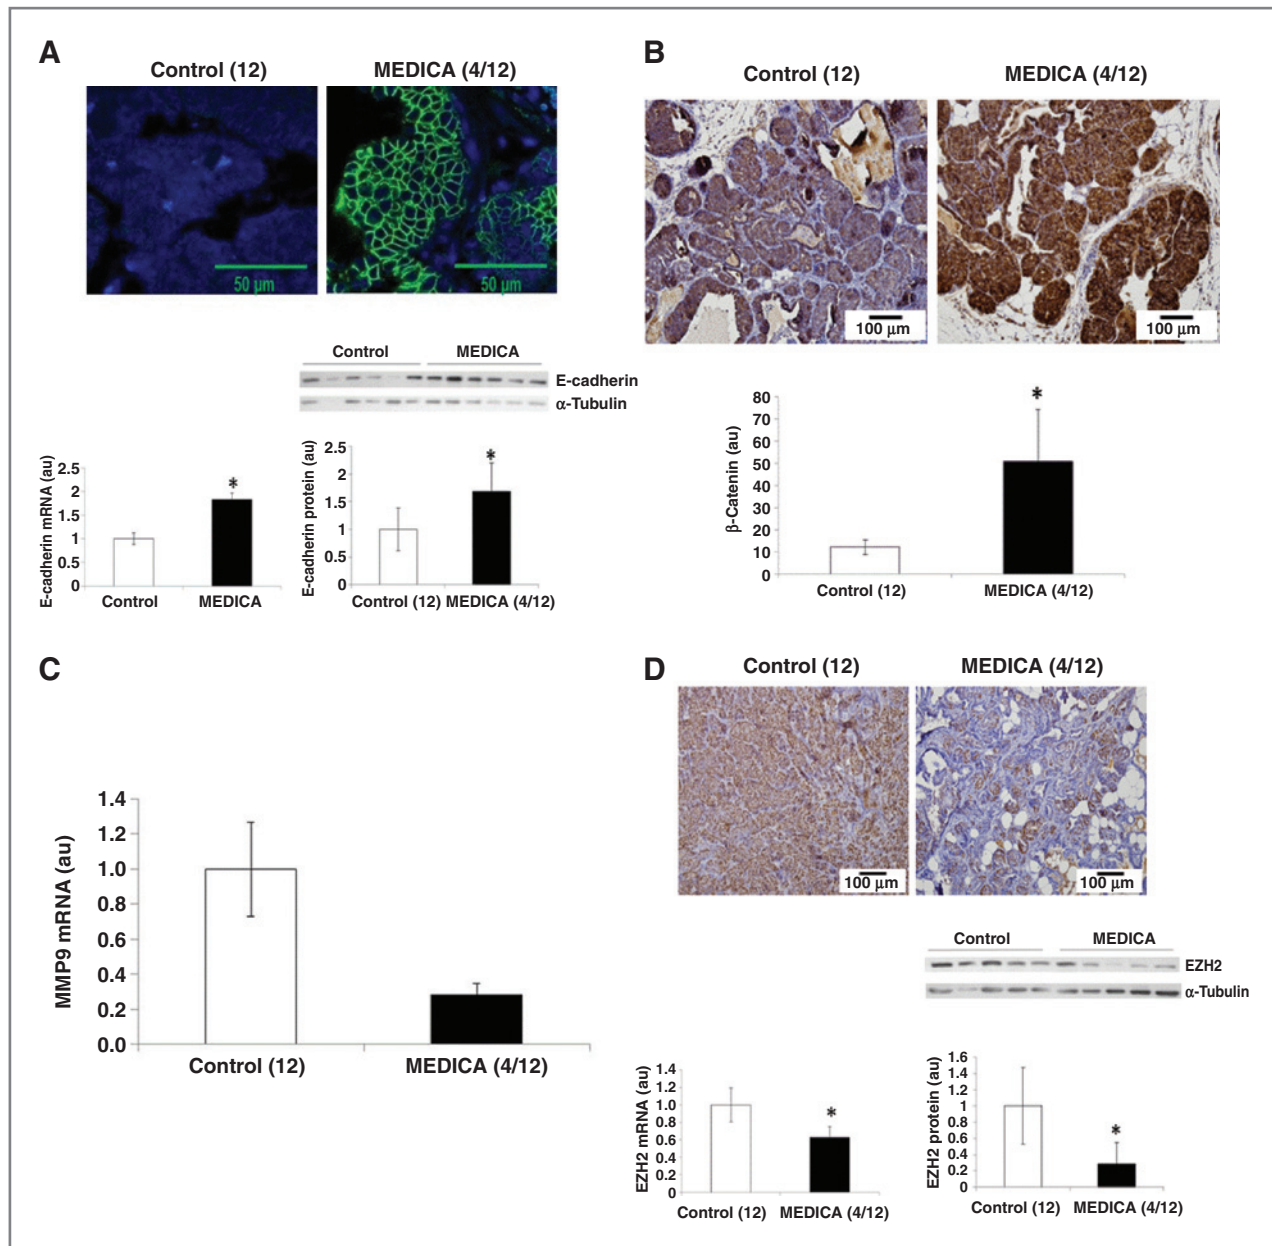 A
Control (12) MEDICA (4/12)
50 μm 50 μm
Control MEDICA
E-cadherin
α-Tubulin
E-cadherin mRNA (au)
2.5
2
1.5
1
0.5
0
Control MEDICA
E-cadherin protein (au)
2.5
2
1.5
1
0.5
0
*
*
Control (12) MEDICA (4/12)
B
Control (12) MEDICA (4/12)
100 μm 100 μm
β-Catenin (au)
80
70
60
50
40
30
20
10
0
*
Control (12) MEDICA (4/12)
C
MMP9 mRNA (au)
1.4
1.2
1.0
0.8
0.6
0.4
0.2
0.0
Control (12) MEDICA (4/12)
D
Control (12) MEDICA (4/12)
100 μm 100 μm
Control MEDICA
EZH2
α-Tubulin
EZH2 mRNA (au)
1.4
1.2
1.0
0.8
0.6
0.4
0.2
0
*
Control (12) MEDICA (4/12)
EZH2 protein (au)
1.6
1.4
1.2
1
0.8
0.6
0.4
0.2
0
*
Control (12) MEDICA (4/12)